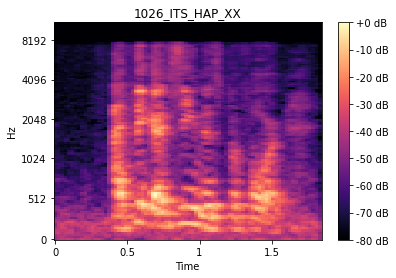 1026_ITS_HAP_XX
Hz
8192
4096
2048
1024
512
0
0
0.5
1
1.5
Time
+0 dB
-10 dB
-20 dB
-30 dB
-40 dB
-50 dB
-60 dB
-70 dB
-80 dB